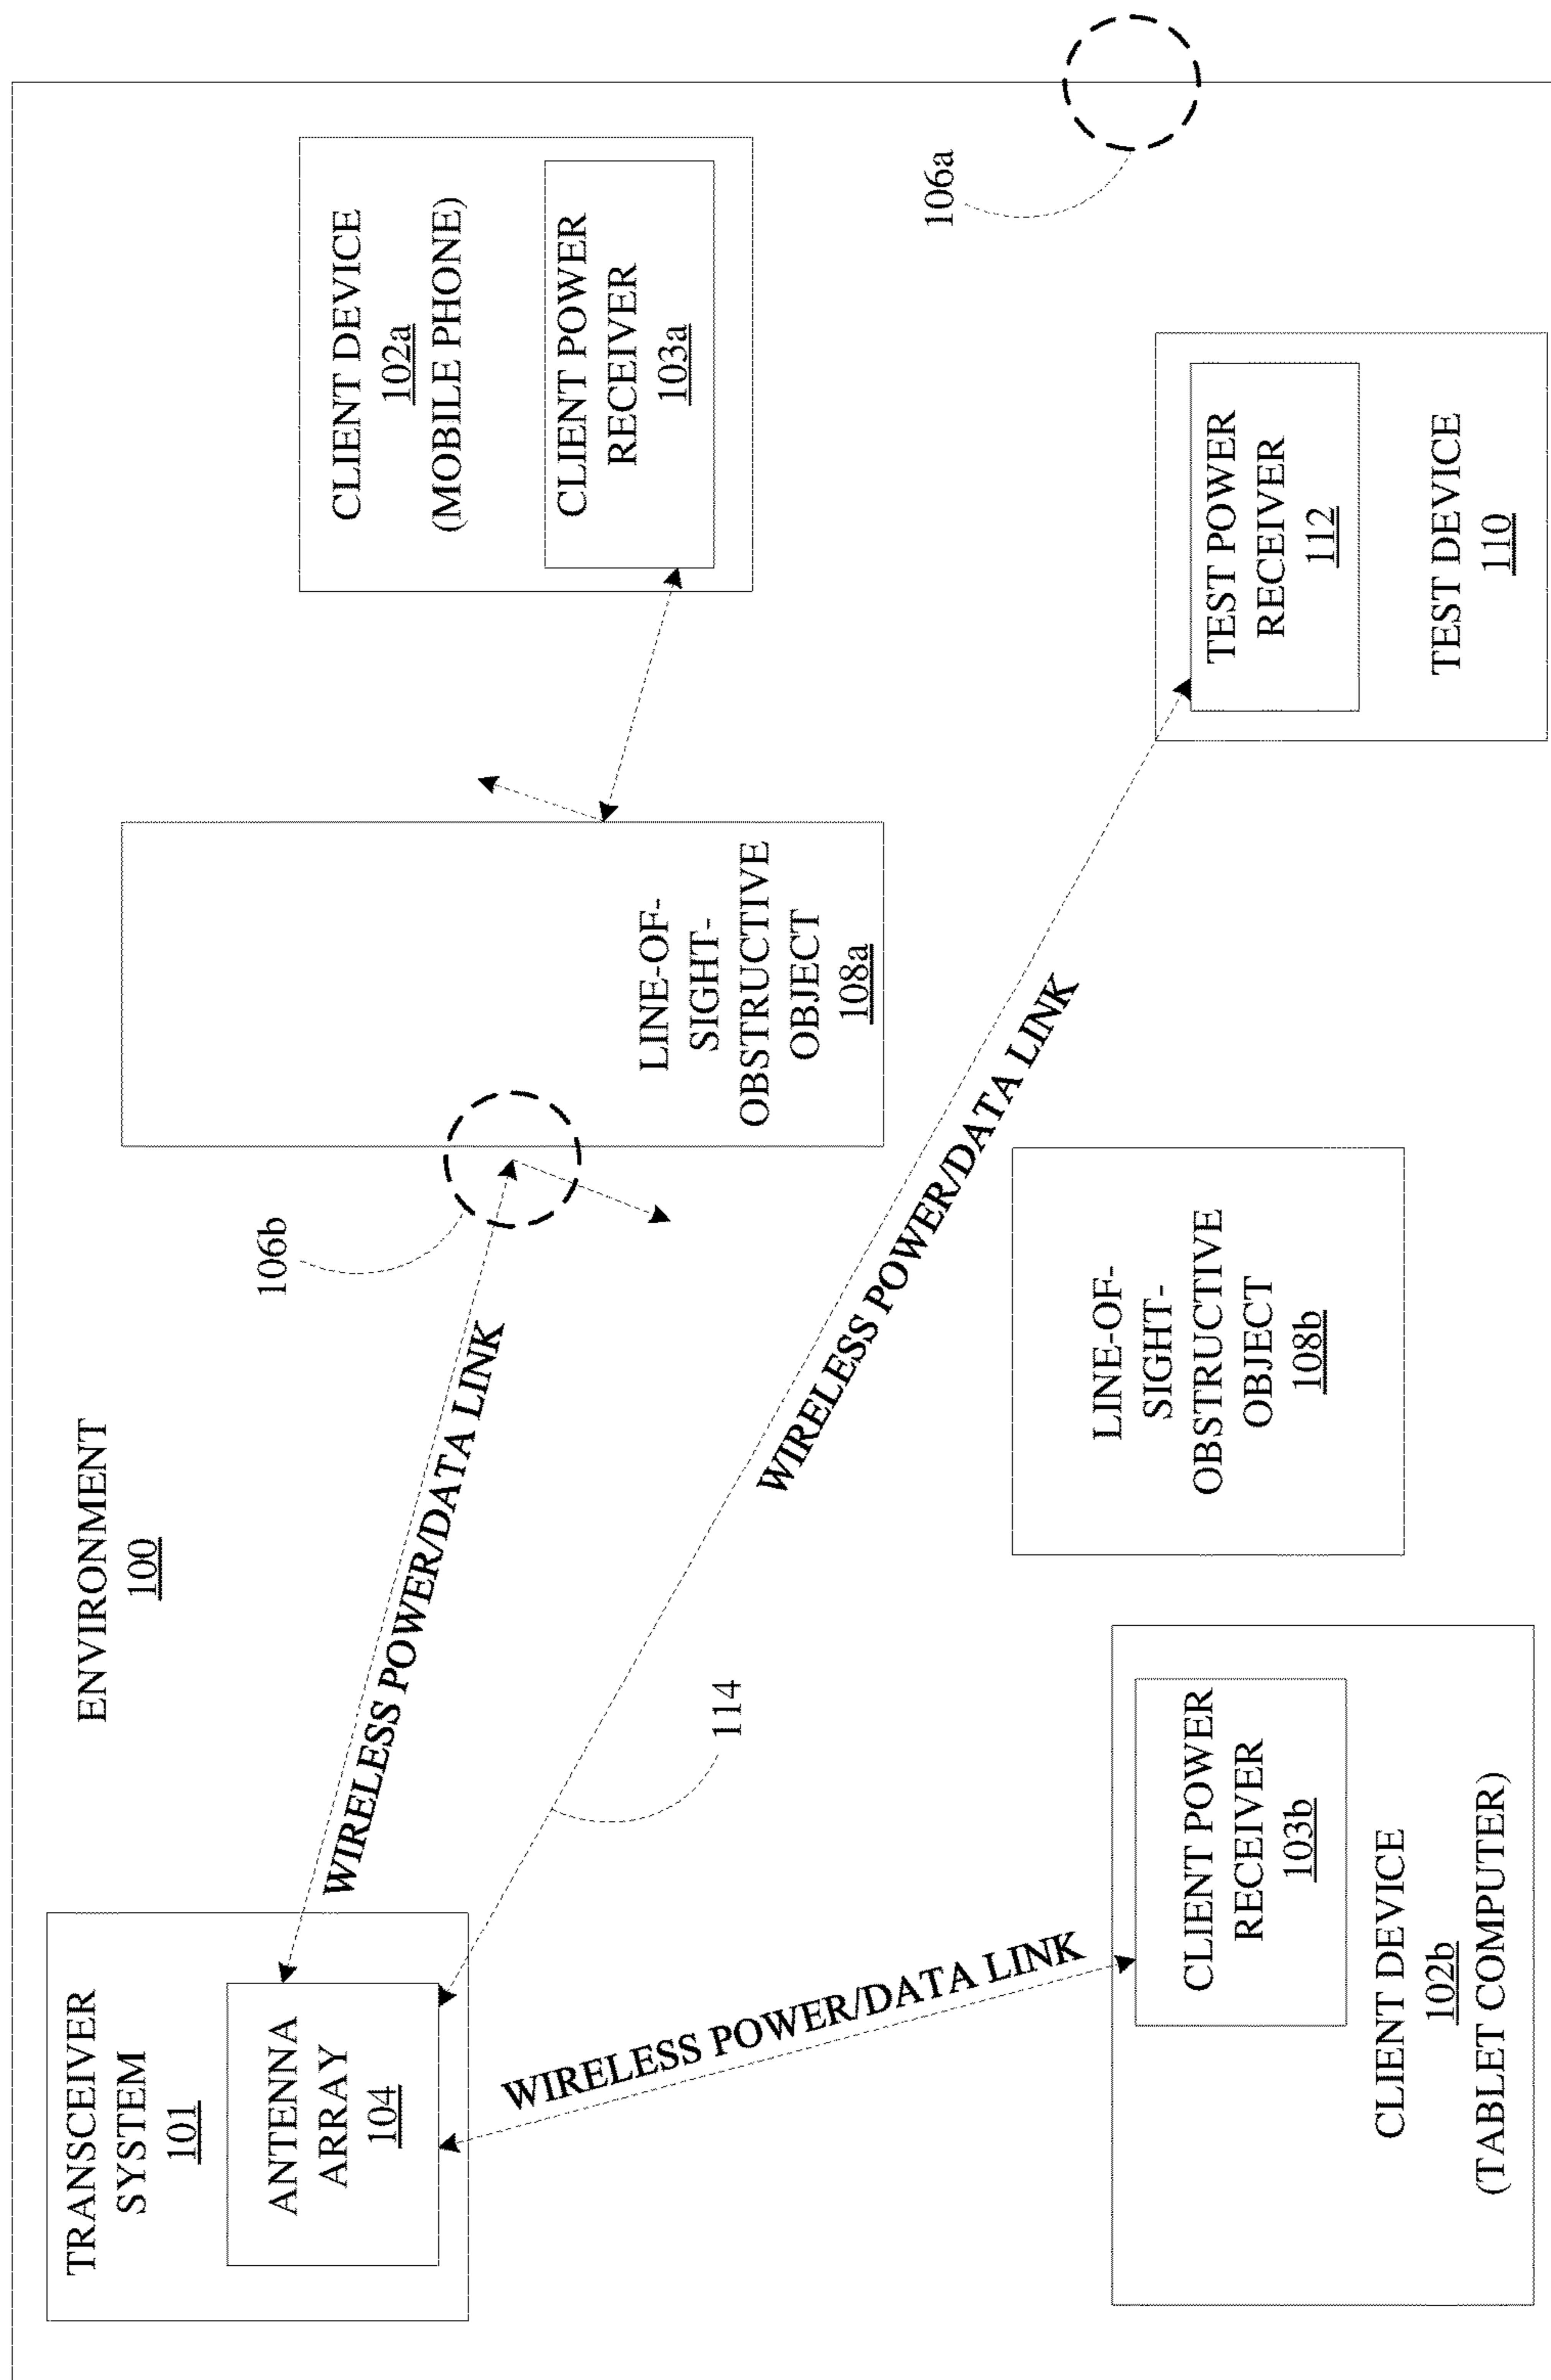 ENVIRONMENT
100
TRANSCEIVER
SYSTEM
101
ANTENNA
ARRAY
104
WIRELESS POWER/DATA LINK
106b
LINE-OF-
SIGHT-
OBSTRUCTIVE
OBJECT
108a
CLIENT DEVICE
102a
(MOBILE PHONE)
CLIENT POWER
RECEIVER
103a
114
WIRELESS POWER/DATA LINK
106a
WIRELESS POWER/DATA LINK
CLIENT POWER
RECEIVER
103b
CLIENT DEVICE
102b
(TABLET COMPUTER)
LINE-OF-
SIGHT-
OBSTRUCTIVE
OBJECT
108b
TEST POWER
RECEIVER
112
TEST DEVICE
110